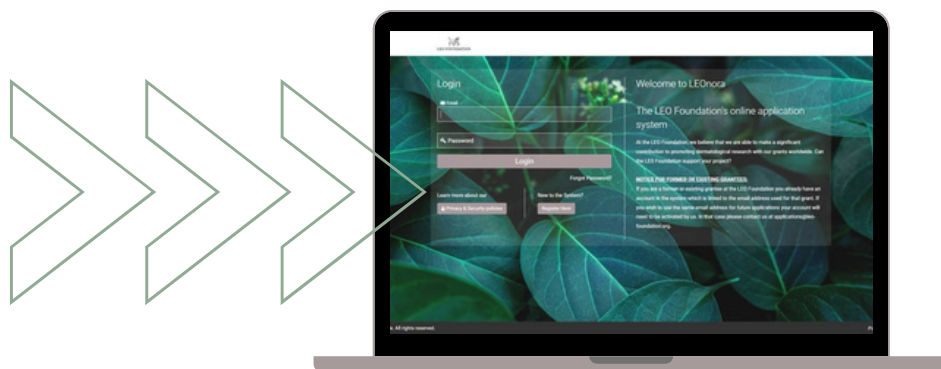 LEO FOUNDATION
Login
Email
Password
Login
Forgot Password?
Learn more about our
Privacy & Security policies
New to the System?
Register Here
Welcome to LEOnora
The LEO Foundation's online application
system
At the LEO Foundation, we believe that we are able to make a significant
contribution to promoting dermatological research with our grants worldwide. Can
the LEO Foundation support your project?
NOTICE FOR FORMER OR EXISTING GRANTEES:
If you are a former or existing grantee at the LEO Foundation you already have an
account in the system which is linked to the email address used for that grant. If
you wish to use the same email address for future applications your account will
need to be activated by us. In that case please contact us at applications@leo-
foundation.org.
. All rights reserved.